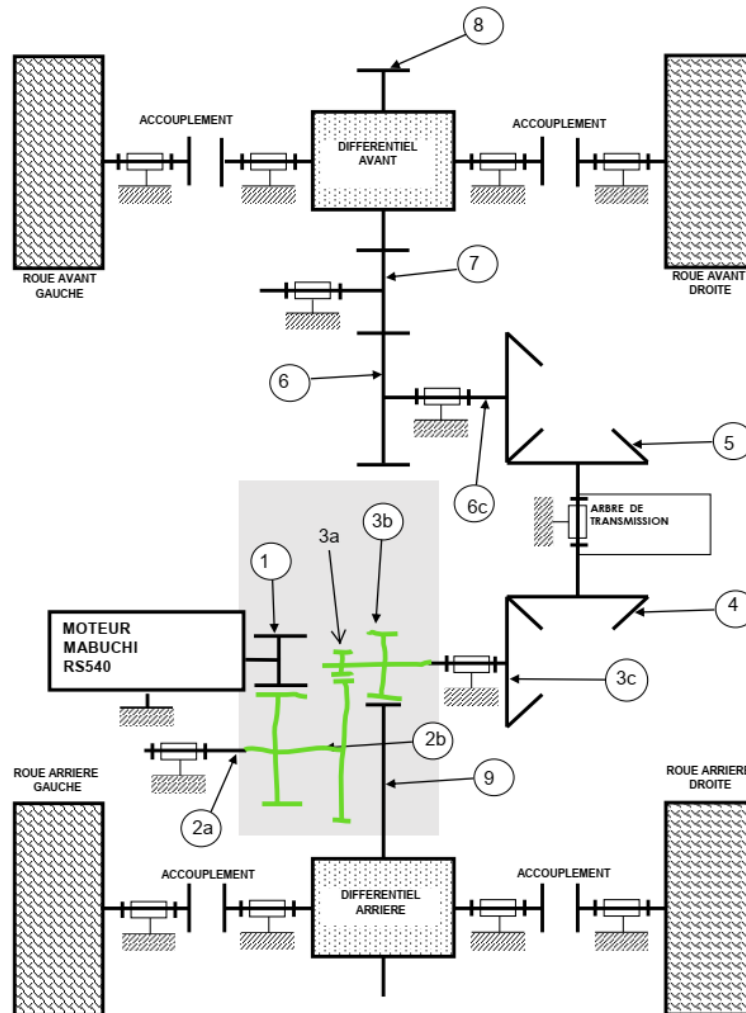 8
ACCOUPLEMENT
DIFFERENTIEL
AVANT
ACCOUPLEMENT
ROUE AVANT
GAUCHE
7
ROUE AVANT
DROITE
6
5
6c
ARBRE DE
TRANSMISSION
3a
3b
1
4
MOTEUR
MABUCHI
RS540
3c
2b
2a
9
ROUE ARRIERE
GAUCHE
ROUE ARRIERE
DROITE
ACCOUPLEMENT
DIFFERENTIEL
ARRIERE
ACCOUPLEMENT